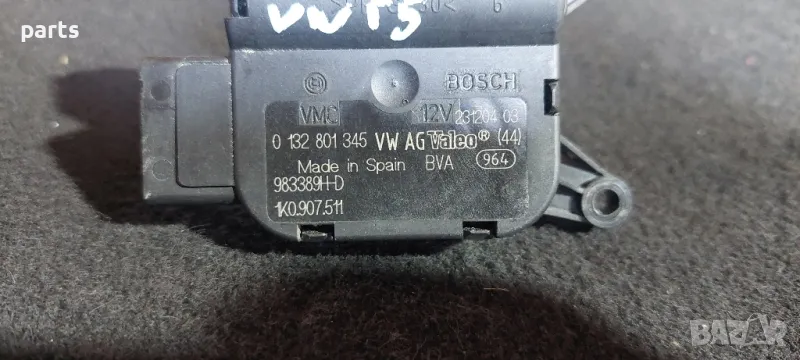 parts
VW T5
BOSCH
VMC 12V 231204 03
0 132 801 345 VW AG Valeo® (44)
Made in Spain BVA 964
983389H-D
1K0.907.511
BAZAR